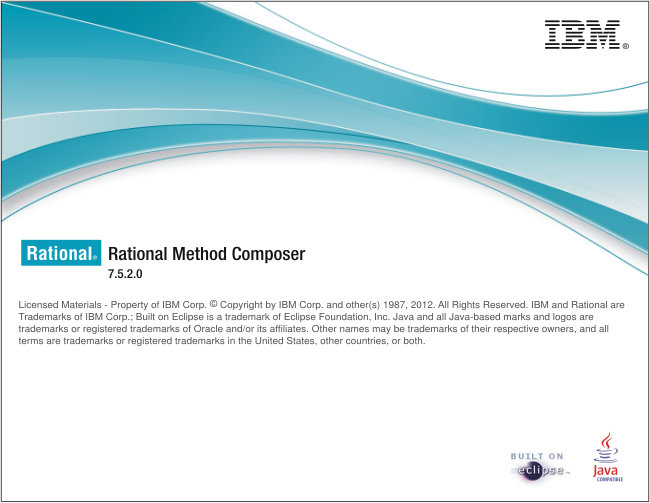 IBM®
Rational® Rational Method Composer
7.5.2.0
Licensed Materials - Property of IBM Corp. © Copyright by IBM Corp. and other(s) 1987, 2012. All Rights Reserved. IBM and Rational are
Trademarks of IBM Corp.; Built on Eclipse is a trademark of Eclipse Foundation, Inc. Java and all Java-based marks and logos are
trademarks or registered trademarks of Oracle and/or its affiliates. Other names may be trademarks of their respective owners, and all
terms are trademarks or registered trademarks in the United States, other countries, or both.
BUILT ON
eclipse™
Java
COMPATIBLE